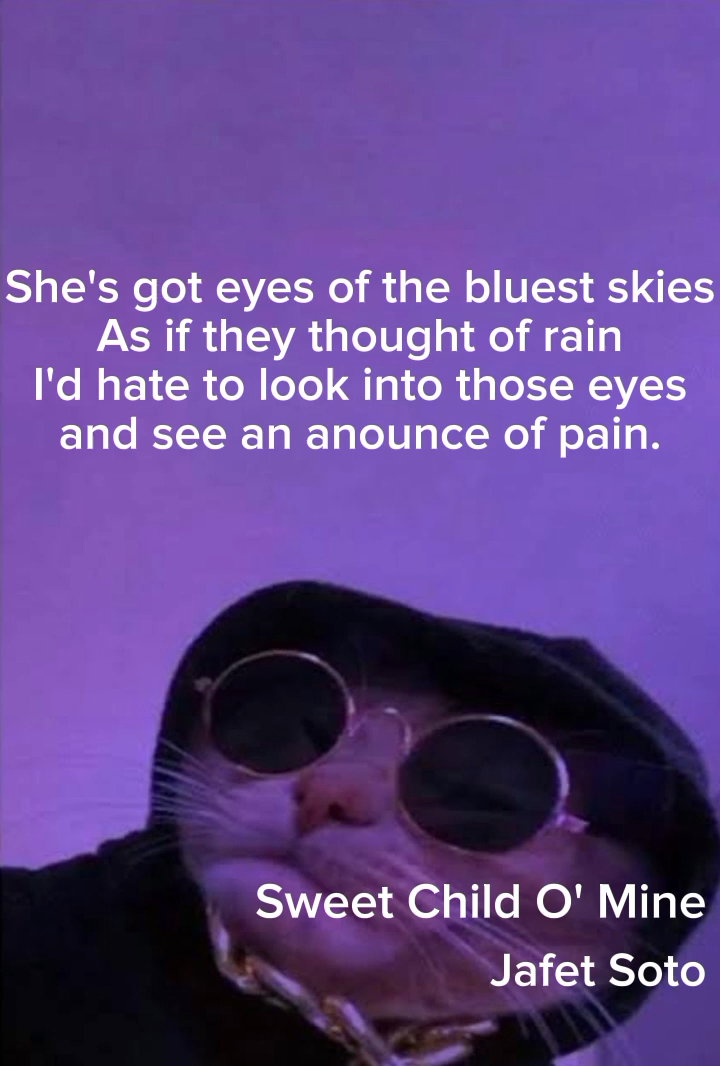 She's got eyes of the bluest skies
As if they thought of rain
I'd hate to look into those eyes
and see an anounce of pain.
Sweet Child O' Mine
Jafet Soto